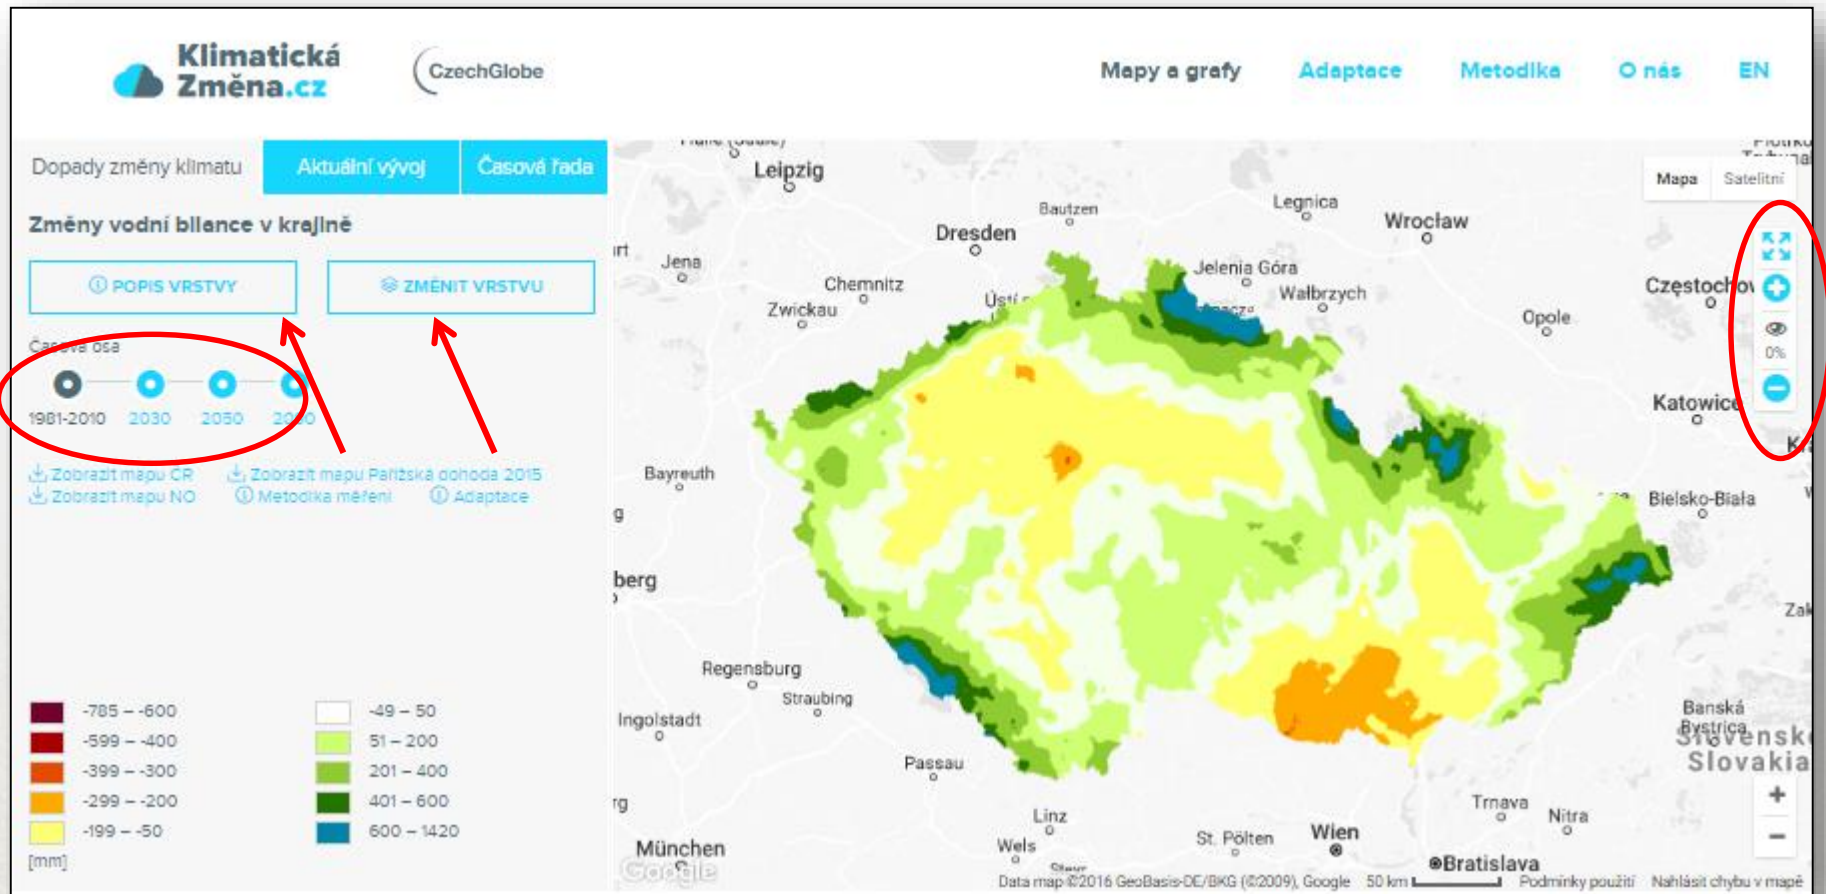 Klimatická
Změna.cz
CzechGlobe
Mapy a grafy
Adaptace
Metodika
O nás
EN
Dopady změny klimatu
Aktuální vývoj
Časová řada
Změny vodní bilance v krajině
POPIS VRSTVY
ZMĚNIT VRSTVU
Časová osa
1981-2010
2030
2050
Zobrazit mapu ČR
Zobrazit mapu Pařížská dohoda 2015
Zobrazit mapu NO
Metodika měření
Adaptace
-785 – -600
-599 – -400
-399 – -300
-299 – -200
-199 – -50
[mm]
-49 – 50
51 – 200
201 – 400
401 – 600
600 – 1420
Mapa
Satelitní
0%
Leipzig
Bautzen
Legnica
Wrocław
Dresden
Jena
Chemnitz
Zwickau
Jelenia Góra
Wałbrzych
Opole
Katowice
Bayreuth
Bielsko-Biała
berg
Regensburg
Straubing
Ingolstadt
Passau
Banská
Bystrica
Slovakia
Linz
Wels
St. Pölten
Wien
Trnava
Nitra
Bratislava
München
Google
Data map ©2016 GeoBasis-DE/BKG (©2009), Google
50 km
Podmínky použití
Nahlásit chybu v mapě